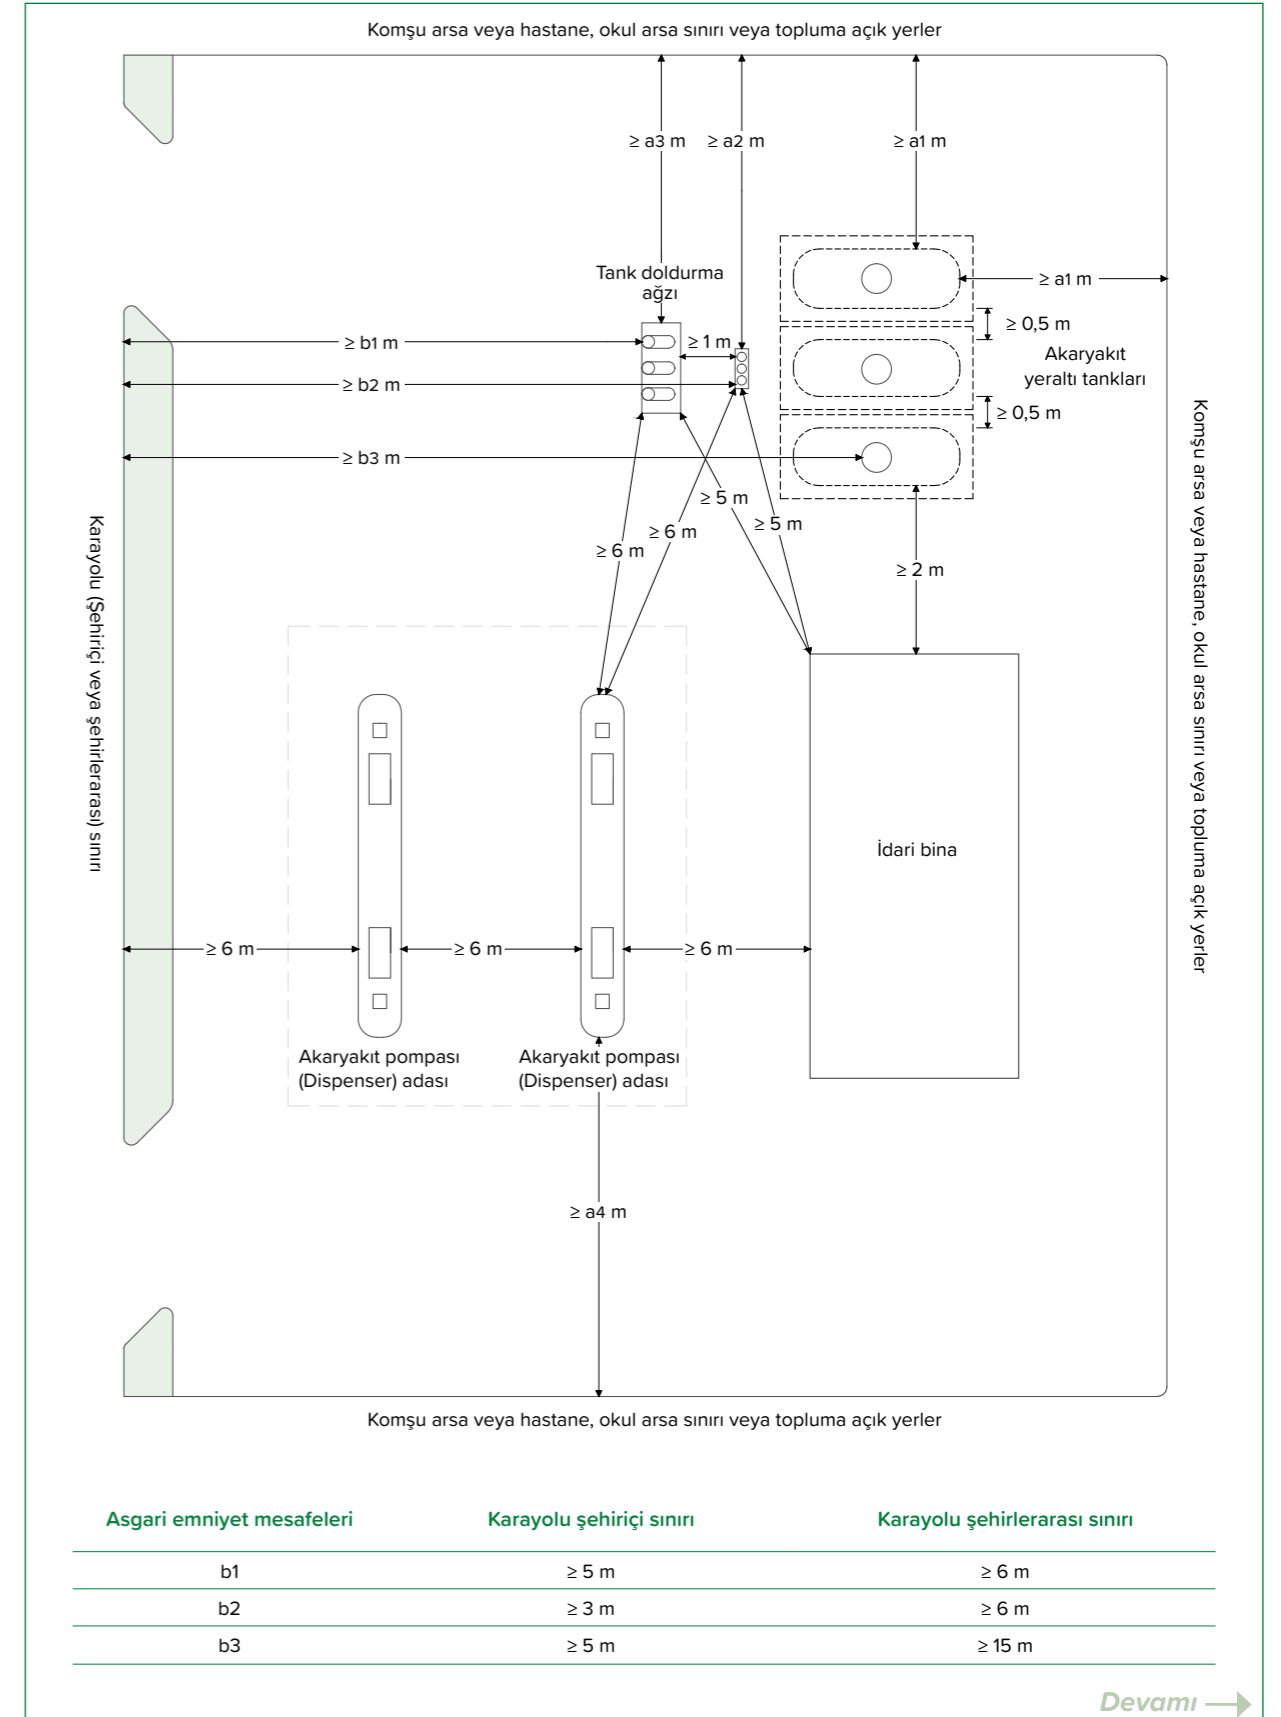 Komşu arsa veya hastane, okul arsa sınırı veya topluma açık yerler
≥ a3 m
≥ a2 m
≥ a1 m
Tank doldurma
ağzı
≥ a1 m
≥ 0,5 m
≥ b1 m
≥ 1 m
Akaryakıt
yeraltı tankları
≥ b2 m
≥ 0,5 m
≥ b3 m
≥ 5 m
≥ 5 m
≥ 6 m
≥ 6 m
≥ 2 m
Karayolu (Şehiriçi veya şehirlerarası) sınırı
Komşu arsa veya hastane, okul arsa sınırı veya topluma açık yerler
İdari bina
≥ 6 m
≥ 6 m
≥ 6 m
Akaryakıt pompası
(Dispenser) adası
Akaryakıt pompası
(Dispenser) adası
≥ a4 m
Komşu arsa veya hastane, okul arsa sınırı veya topluma açık yerler
Asgari emniyet mesafeleri Karayolu şehiriçi sınırı Karayolu şehirlerarası sınırı
b1 ≥ 5 m ≥ 6 m
b2 ≥ 3 m ≥ 6 m
b3 ≥ 5 m ≥ 15 m
Devamı